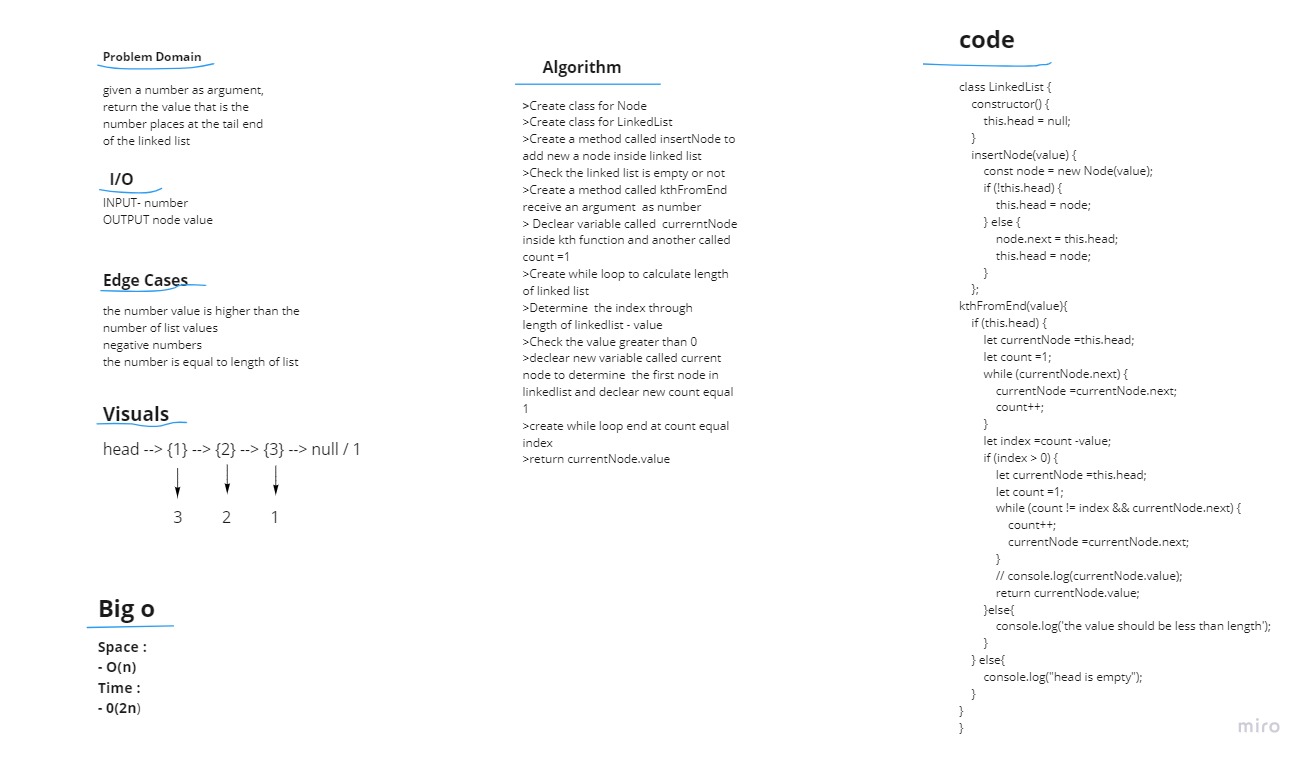 Problem Domain
given a number as argument,
return the value that is the
number places at the tail end
of the linked list
I/O
INPUT- number
OUTPUT node value
Edge Cases
the number value is higher than the
number of list values
negative numbers
the number is equal to length of list
Visuals
head --> {1} --> {2} --> {3} --> null / 1
3 2 1
Big o
Space :
- O(n)
Time :
- 0(2n)
Algorithm
>Create class for Node
>Create class for LinkedList
>Create a method called insertNode to
add new a node inside linked list
>Check the linked list is empty or not
>Create a method called kthFromEnd
receive an argument  as number
> Declear variable called  currerntNode
inside kth function and another called
count =1
>Create while loop to calculate length
of linked list
>Determine  the index through
length of linkedlist - value
>Check the value greater than 0
>declear new variable called current
node to determine  the first node in
linkedlist and declear new count equal
1
>create while loop end at count equal
index
>return currentNode.value
code
class LinkedList {
constructor() {
this.head = null;
}
insertNode(value) {
const node = new Node(value);
if (!this.head) {
this.head = node;
} else {
node.next = this.head;
this.head = node;
}
};
kthFromEnd(value){
if (this.head) {
let currentNode =this.head;
let count =1;
while (currentNode.next) {
currentNode =currentNode.next;
count++;
}
let index =count -value;
if (index > 0) {
let currentNode =this.head;
let count =1;
while (count != index && currentNode.next) {
count++;
currentNode =currentNode.next;
}
// console.log(currentNode.value);
return currentNode.value;
}else{
console.log('the value should be less than length');
}
} else{
console.log("head is empty");
}
}
}
miro